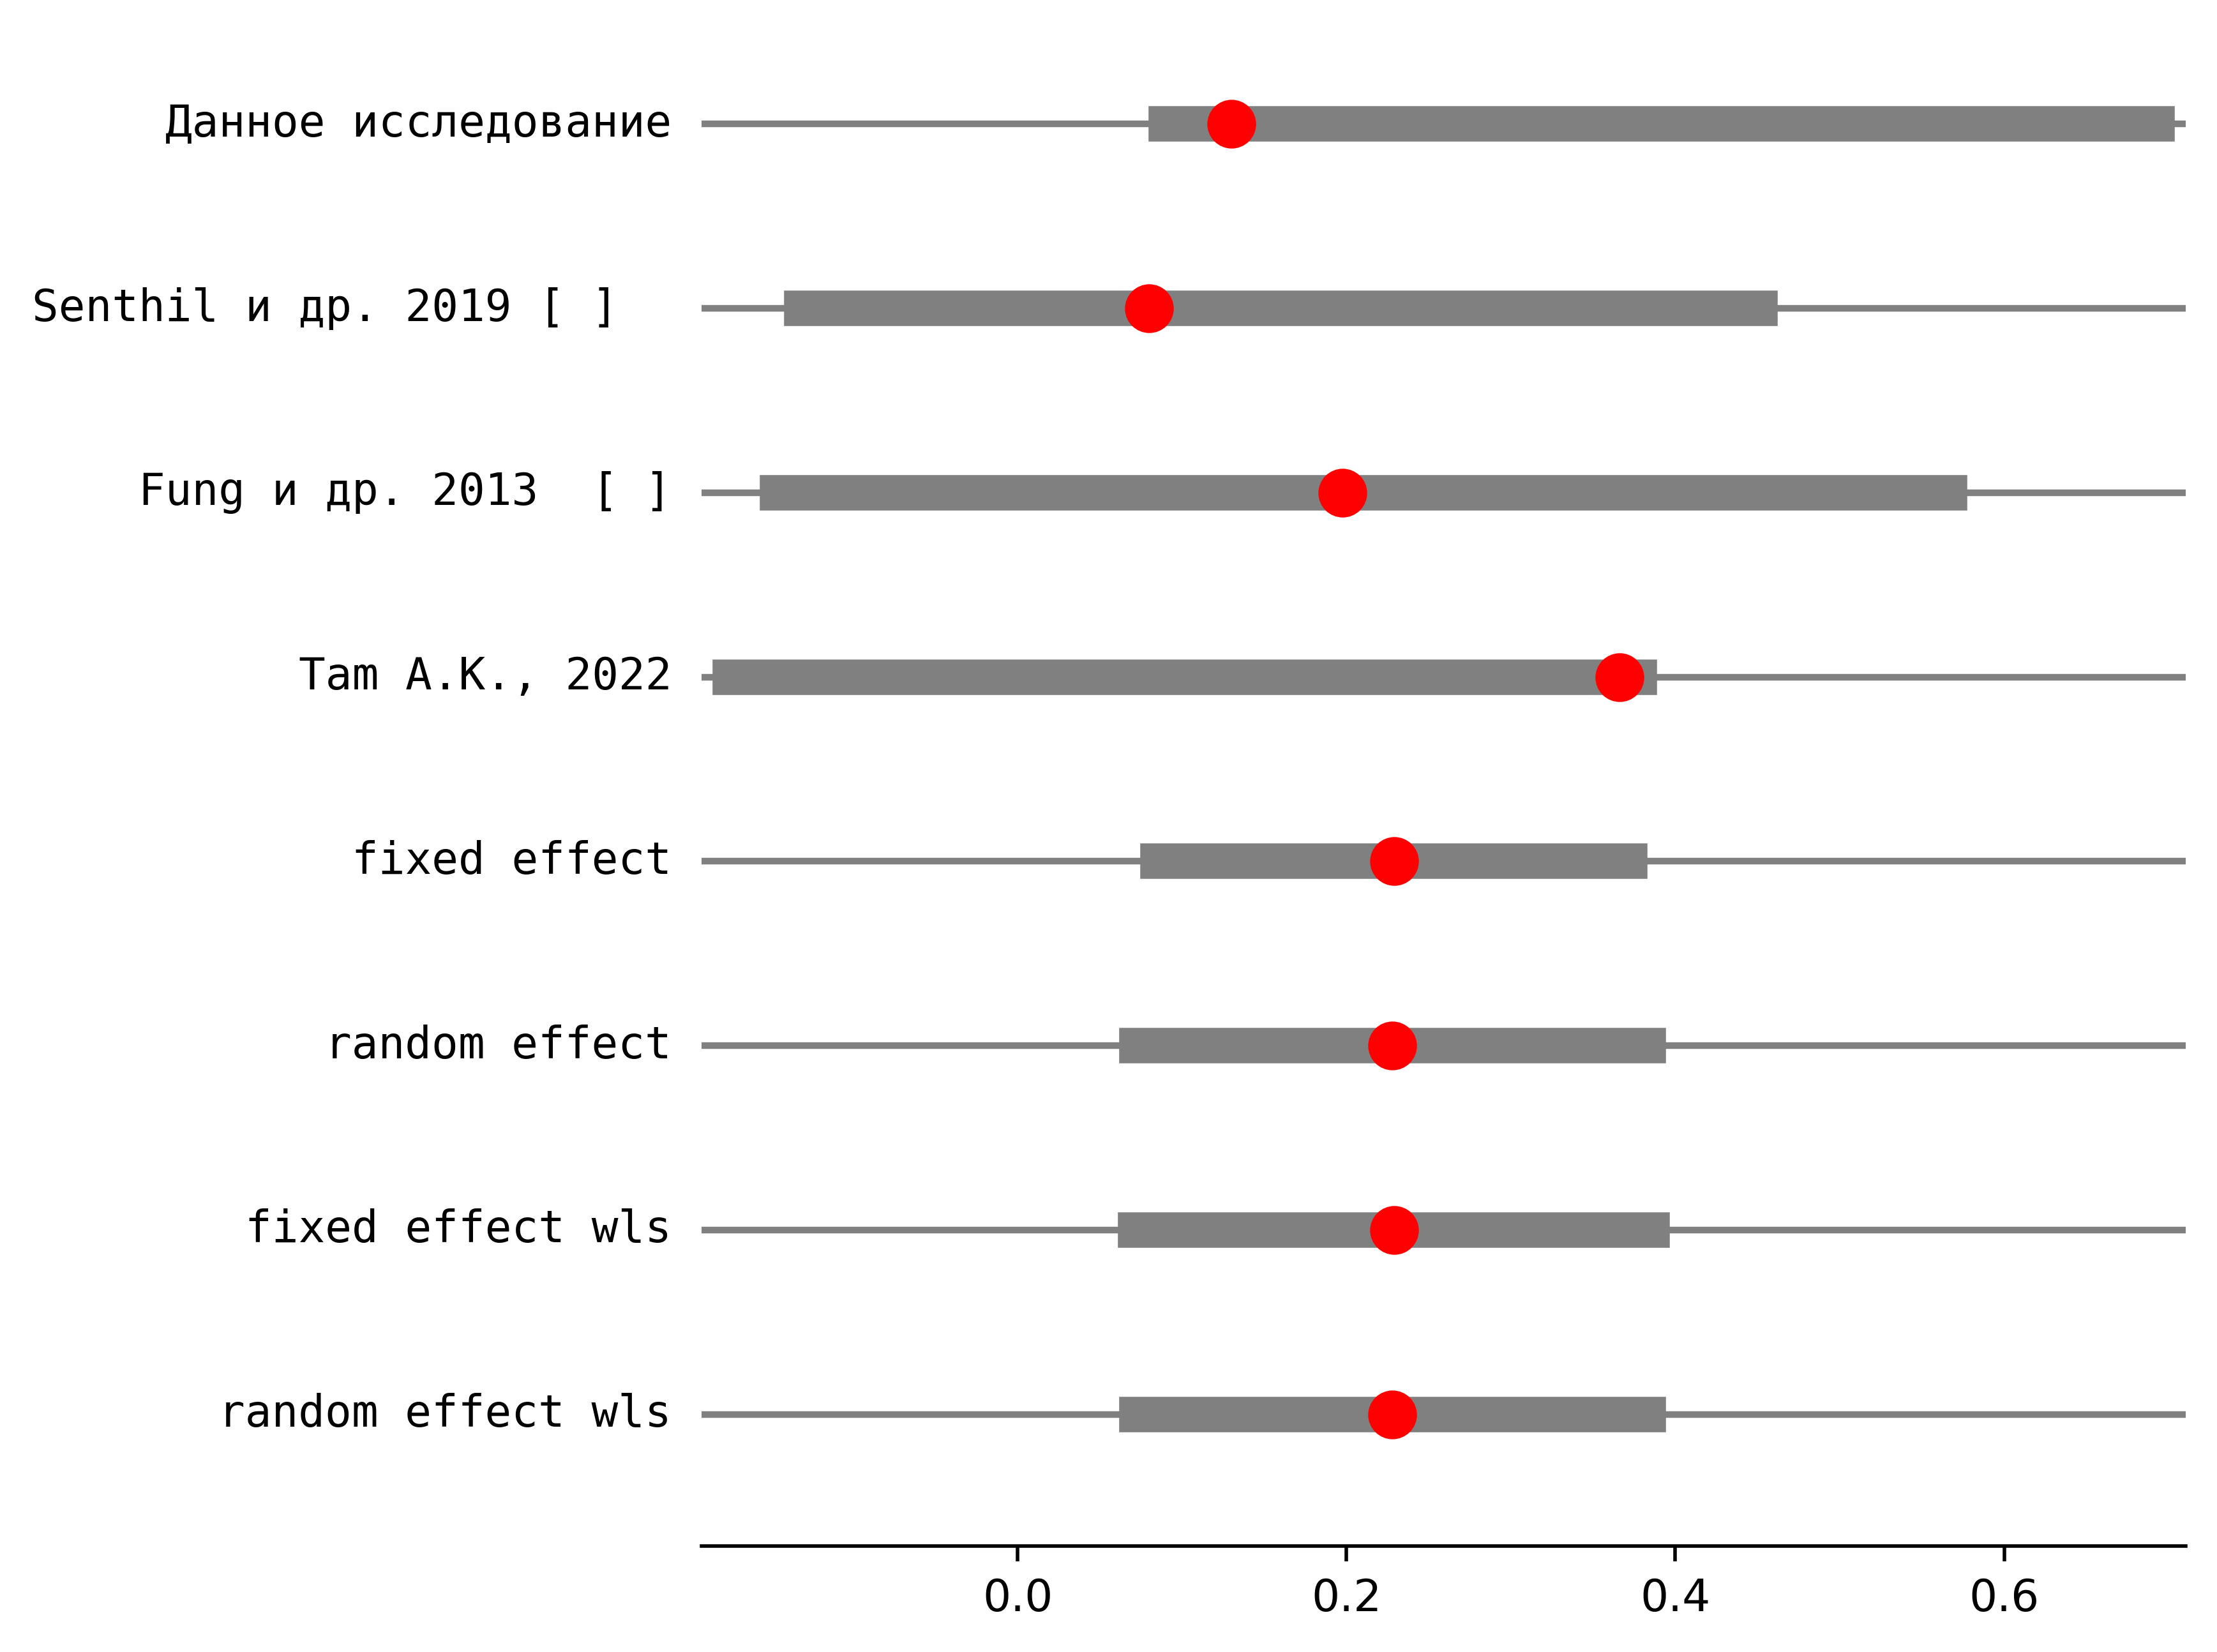 Данное исследование
Senthil и др. 2019 [ ]
Fung и др. 2013  [ ]
Tam A.K., 2022
fixed effect
random effect
fixed effect wls
random effect wls
0.0 0.2 0.4 0.6